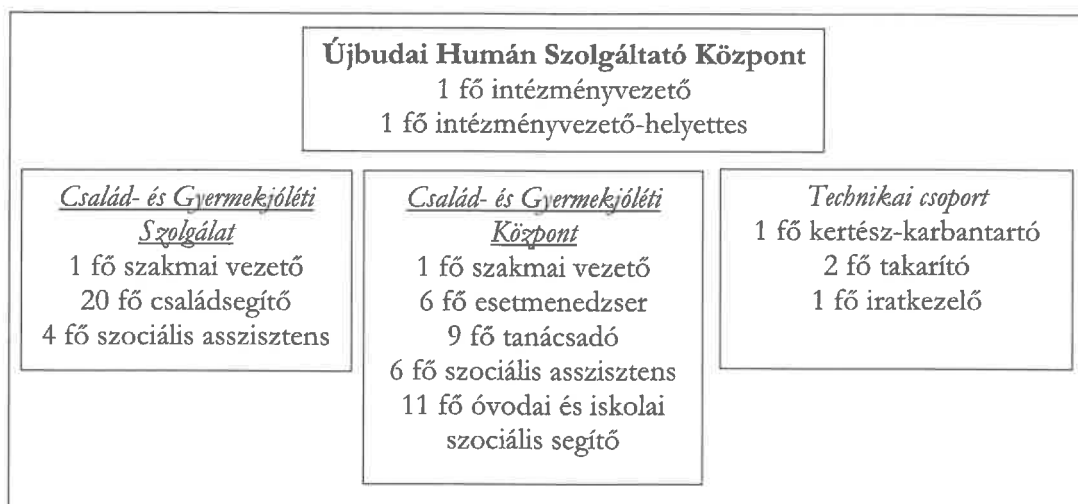 Újbudai Humán Szolgáltató Központ
1 fő intézményvezető
1 fő intézményvezető-helyettes
Család- és Gyermekjóléti
Szolgálat
1 fő szakmai vezető
20 fő családsegítő
4 fő szociális asszisztens
Család- és Gyermekjóléti
Központ
1 fő szakmai vezető
6 fő esetmenedzser
9 fő tanácsadó
6 fő szociális asszisztens
11 fő óvodai és iskolai
szociális segítő
Technikai csoport
1 fő kertész-karbantartó
2 fő takarító
1 fő iratkezelő